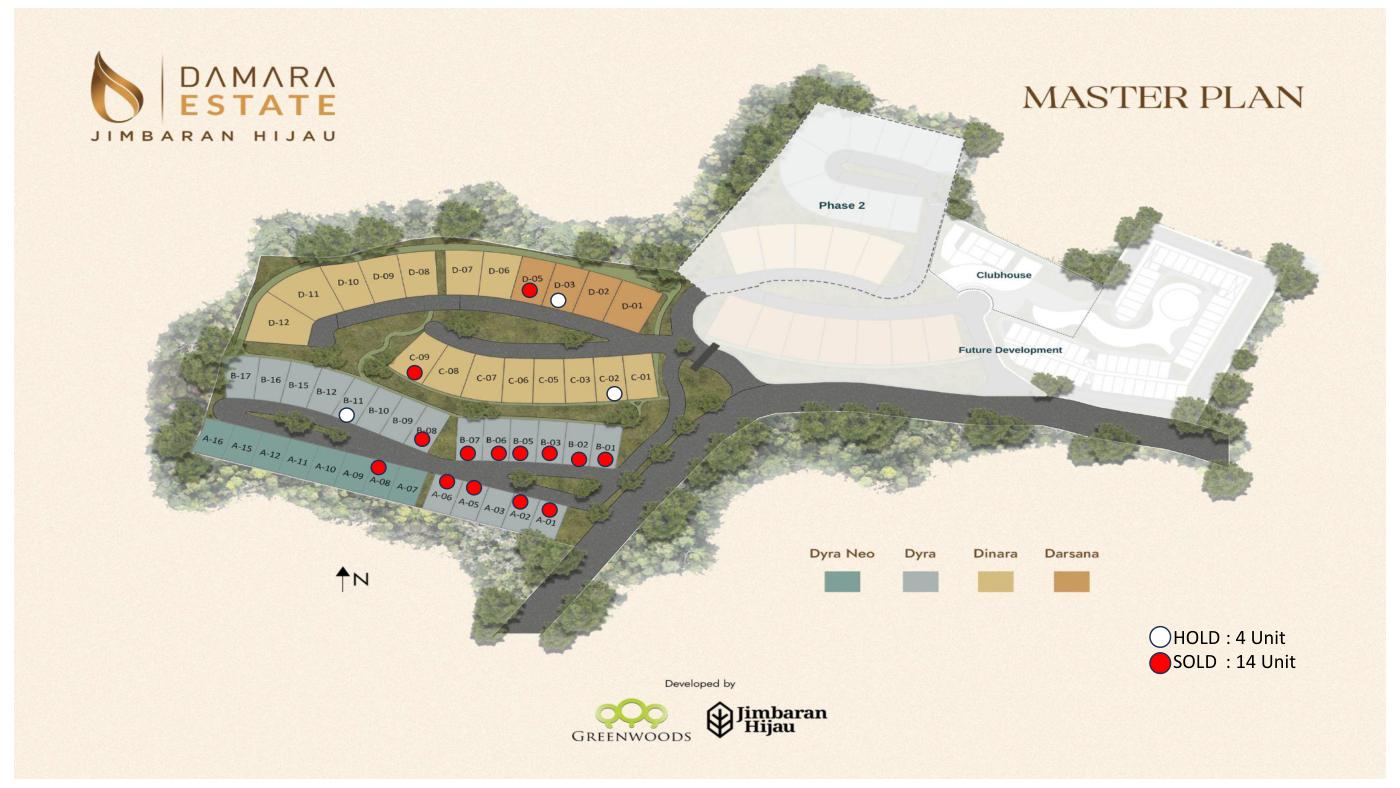 DAMARA
ESTATE
JIMBARAN HIJAU
MASTER PLAN
Phase 2
Clubhouse
Future Development
D-12
D-11
D-10
D-09
D-08
D-07
D-06
D-05
D-03
D-02
D-01
C-09
C-08
C-07
C-06
C-05
C-03
C-02
C-01
B-17
B-16
B-15
B-12
B-11
B-10
B-09
B-08
B-07
B-06
B-05
B-03
B-02
B-01
A-16
A-15
A-12
A-11
A-10
A-09
A-08
A-07
A-06
A-05
A-03
A-02
A-01
N
Dyra Neo Dyra Dinara Darsana
HOLD : 4 Unit
SOLD : 14 Unit
Developed by
GREENWOODS
Jimbaran
Hijau